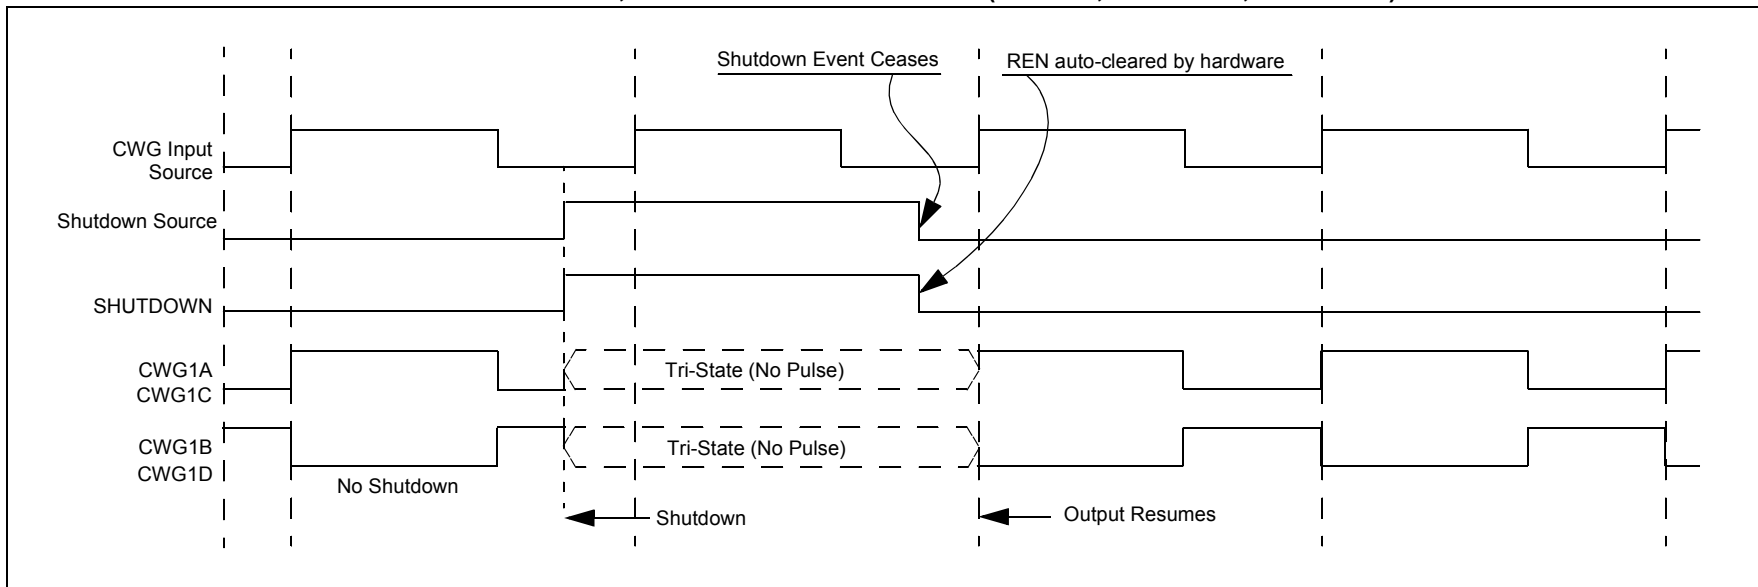 Shutdown Event Ceases
REN auto-cleared by hardware
CWG Input
Source
Shutdown Source
SHUTDOWN
CWG1A
CWG1C
Tri-State (No Pulse)
CWG1B
CWG1D
Tri-State (No Pulse)
No Shutdown
Shutdown
Output Resumes